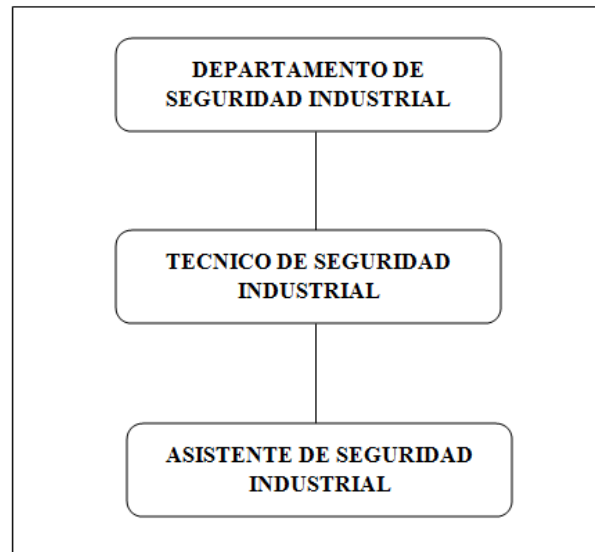 DEPARTAMENTO DE
SEGURIDAD INDUSTRIAL
TECNICO DE SEGURIDAD
INDUSTRIAL
ASISTENTE DE SEGURIDAD
INDUSTRIAL